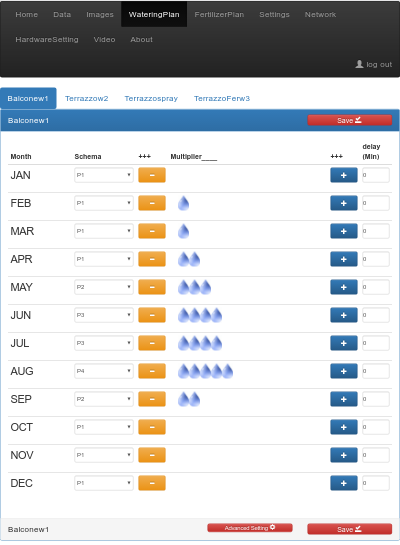 Home Data Images WateringPlan FertilizerPlan Settings Network
HardwareSetting Video About
log out
Balconew1 Terrazzow2 Terrazzospray TerrazzoFerw3
Balconew1 Save
delay
Month Schema +++ Multiplier____ +++ (Min)
JAN P1 − + 0
FEB P1 − + 0
MAR P1 − + 0
APR P1 − + 0
MAY P2 − + 0
JUN P3 − + 0
JUL P3 − + 0
AUG P4 − + 0
SEP P2 − + 0
OCT P1 − + 0
NOV P1 − + 0
DEC P1 − + 0
Balconew1 Advanced Setting Save